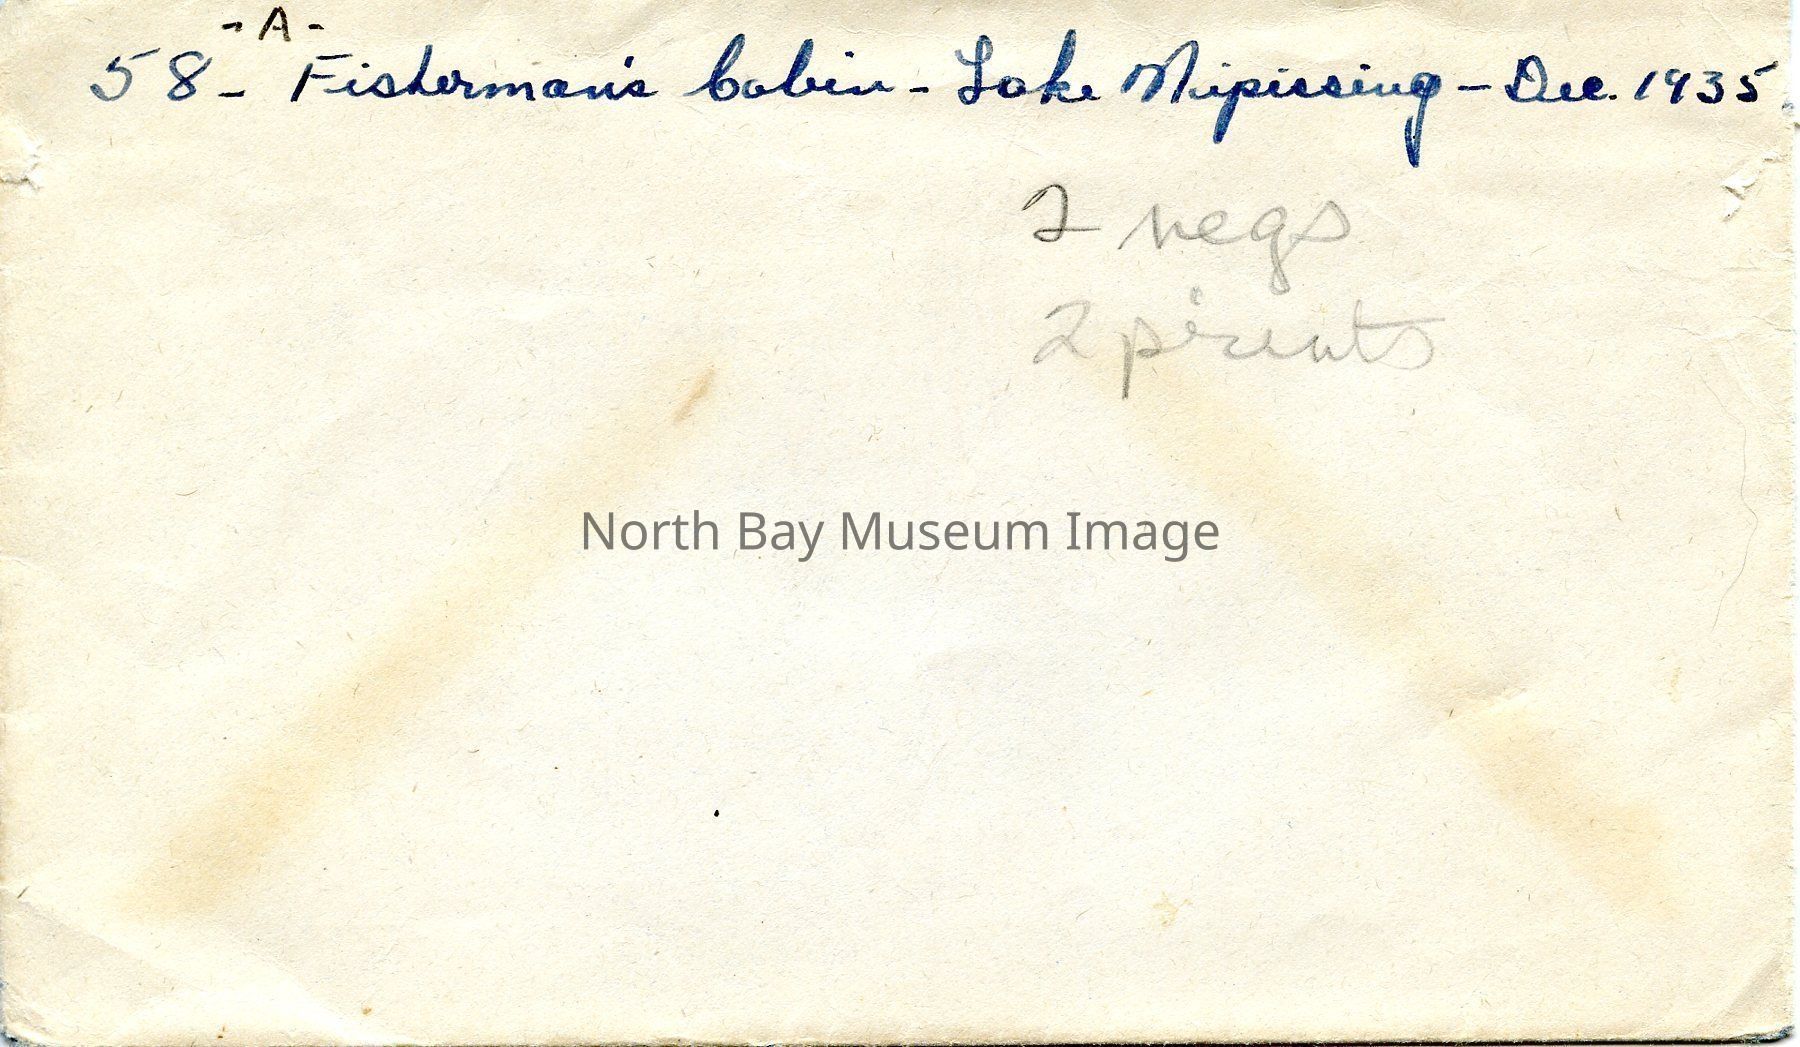 -A-
58- Fisherman's Cabin - Lake Nipissing - Dec. 1935.
2 negs
2 prints
North Bay Museum Image